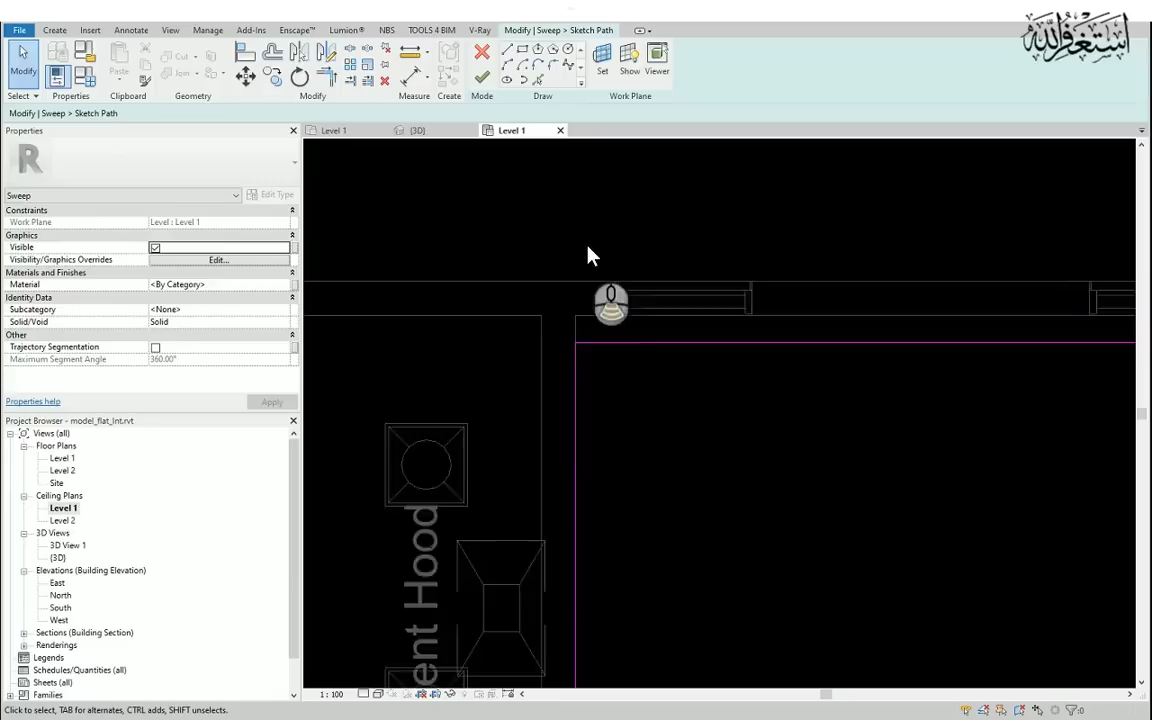 أستغفر الله
File Create Insert Annotate View Manage Add-Ins Enscape™ Lumion® NBS TOOLS 4 BIM V-Ray Modify | Sweep > Sketch Path
Modify Paste Cut Join Set Show Viewer
Select Properties Clipboard Geometry Modify Measure Create Mode Draw Work Plane
Modify | Sweep > Sketch Path
Properties
Level 1 {3D} Level 1
R
Sweep Edit Type
Constraints
Work Plane Level : Level 1
Graphics
Visible
Visibility/Graphics Overrides Edit...
Materials and Finishes
Material <By Category>
Identity Data
Subcategory <None>
Solid/Void Solid
Other
Trajectory Segmentation
Maximum Segment Angle 360.00°
Properties help Apply
Project Browser - model_flat_Int.rvt
Views (all)
Floor Plans
Level 1
Level 2
Site
Ceiling Plans
Level 1
Level 2
3D Views
3D View 1
{3D}
Elevations (Building Elevation)
East
North
South
West
Sections (Building Section)
Renderings
Legends
Schedules/Quantities (all)
Sheets (all)
Families
ent Hood
1 : 100
Click to select, TAB for alternates, CTRL adds, SHIFT unselects.
:0